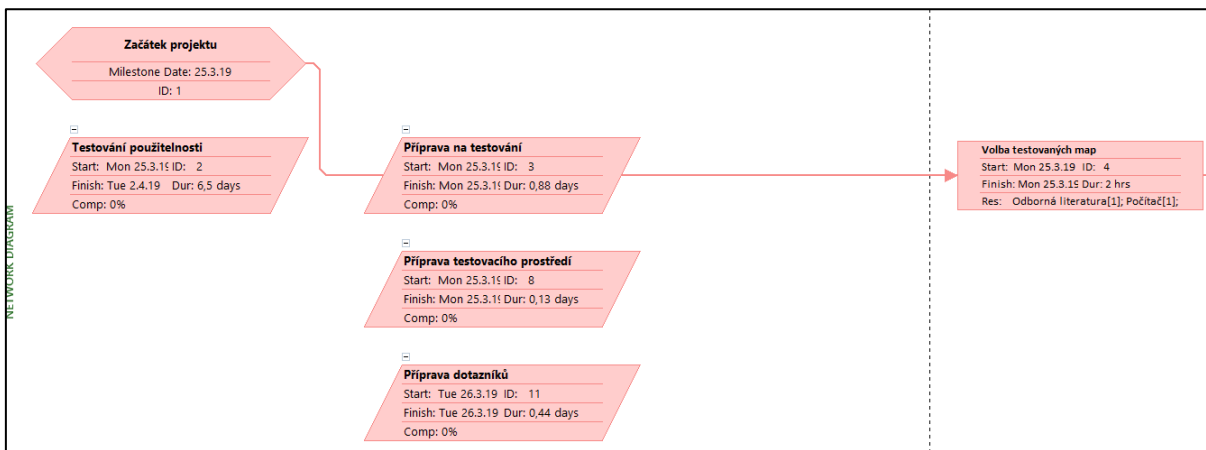 Začátek projektu
Milestone Date: 25.3.19
ID: 1
Testování použitelnosti
Start: Mon 25.3.19 ID: 2
Finish: Tue 2.4.19 Dur: 6,5 days
Comp: 0%
Příprava na testování
Start: Mon 25.3.19 ID: 3
Finish: Mon 25.3.19 Dur: 0,88 days
Comp: 0%
Volba testovaných map
Start: Mon 25.3.19 ID: 4
Finish: Mon 25.3.19 Dur: 2 hrs
Res: Odborná literatura[1]; Počítač[1];
Příprava testovacího prostředí
Start: Mon 25.3.19 ID: 8
Finish: Mon 25.3.19 Dur: 0,13 days
Comp: 0%
Příprava dotazníků
Start: Tue 26.3.19 ID: 11
Finish: Tue 26.3.19 Dur: 0,44 days
Comp: 0%
NETWORK DIAGRAM